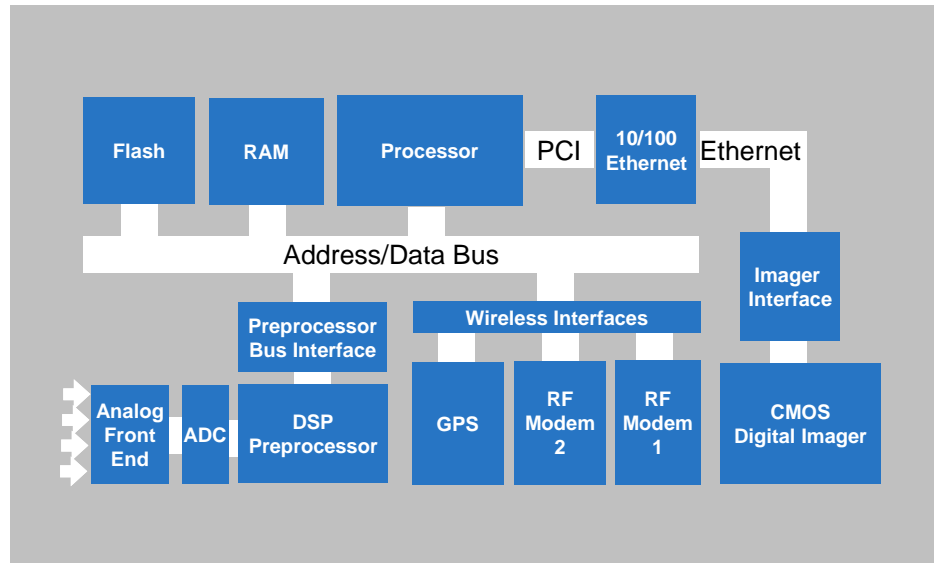 Flash
RAM
Processor
PCI
10/100
Ethernet
Ethernet
Address/Data Bus
Imager
Interface
Preprocessor
Bus Interface
Wireless Interfaces
Analog
Front
End
ADC
DSP
Preprocessor
GPS
RF
Modem
2
RF
Modem
1
CMOS
Digital Imager